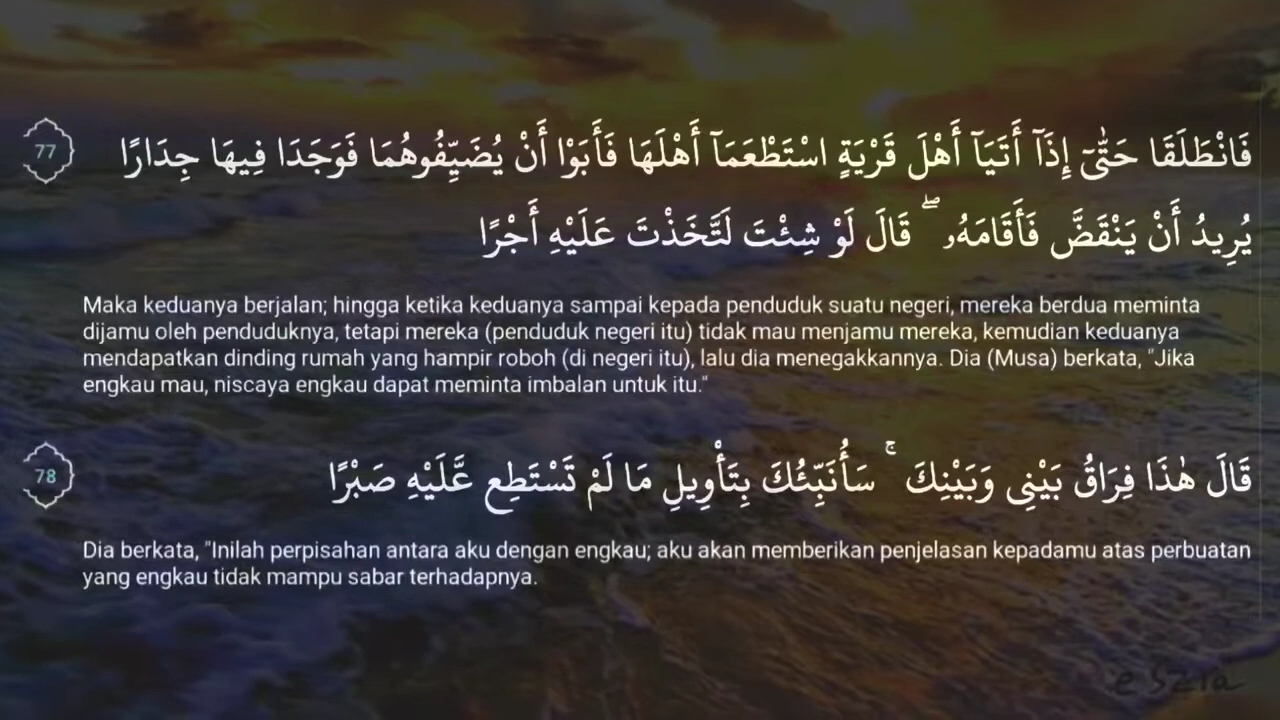 77
فَانْطَلَقَا حَتّٰىٓ اِذَآ أَتَيَآ أَهْلَ قَرْيَةٍ اسْتَطْعَمَآ أَهْلَهَا فَأَبَوْا أَنْ يُضَيِّفُوهُمَا فَوَجَدَا فِيهَا جِدَارًا
يُرِيدُ أَنْ يَنْقَضَّ فَأَقَامَهُۥ ۖ قَالَ لَوْ شِئْتَ لَتَّخَذْتَ عَلَيْهِ أَجْرًا
Maka keduanya berjalan; hingga ketika keduanya sampai kepada penduduk suatu negeri, mereka berdua meminta
dijamu oleh penduduknya, tetapi mereka (penduduk negeri itu) tidak mau menjamu mereka, kemudian keduanya
mendapatkan dinding rumah yang hampir roboh (di negeri itu), lalu dia menegakkannya. Dia (Musa) berkata, "Jika
engkau mau, niscaya engkau dapat meminta imbalan untuk itu."
78
قَالَ هٰذَا فِرَاقُ بَيْنِى وَبَيْنِكَ ۚ سَأُنَبِّئُكَ بِتَأْوِيلِ مَا لَمْ تَسْتَطِع عَّلَيْهِ صَبْرًا
Dia berkata, "Inilah perpisahan antara aku dengan engkau; aku akan memberikan penjelasan kepadamu atas perbuatan
yang engkau tidak mampu sabar terhadapnya.